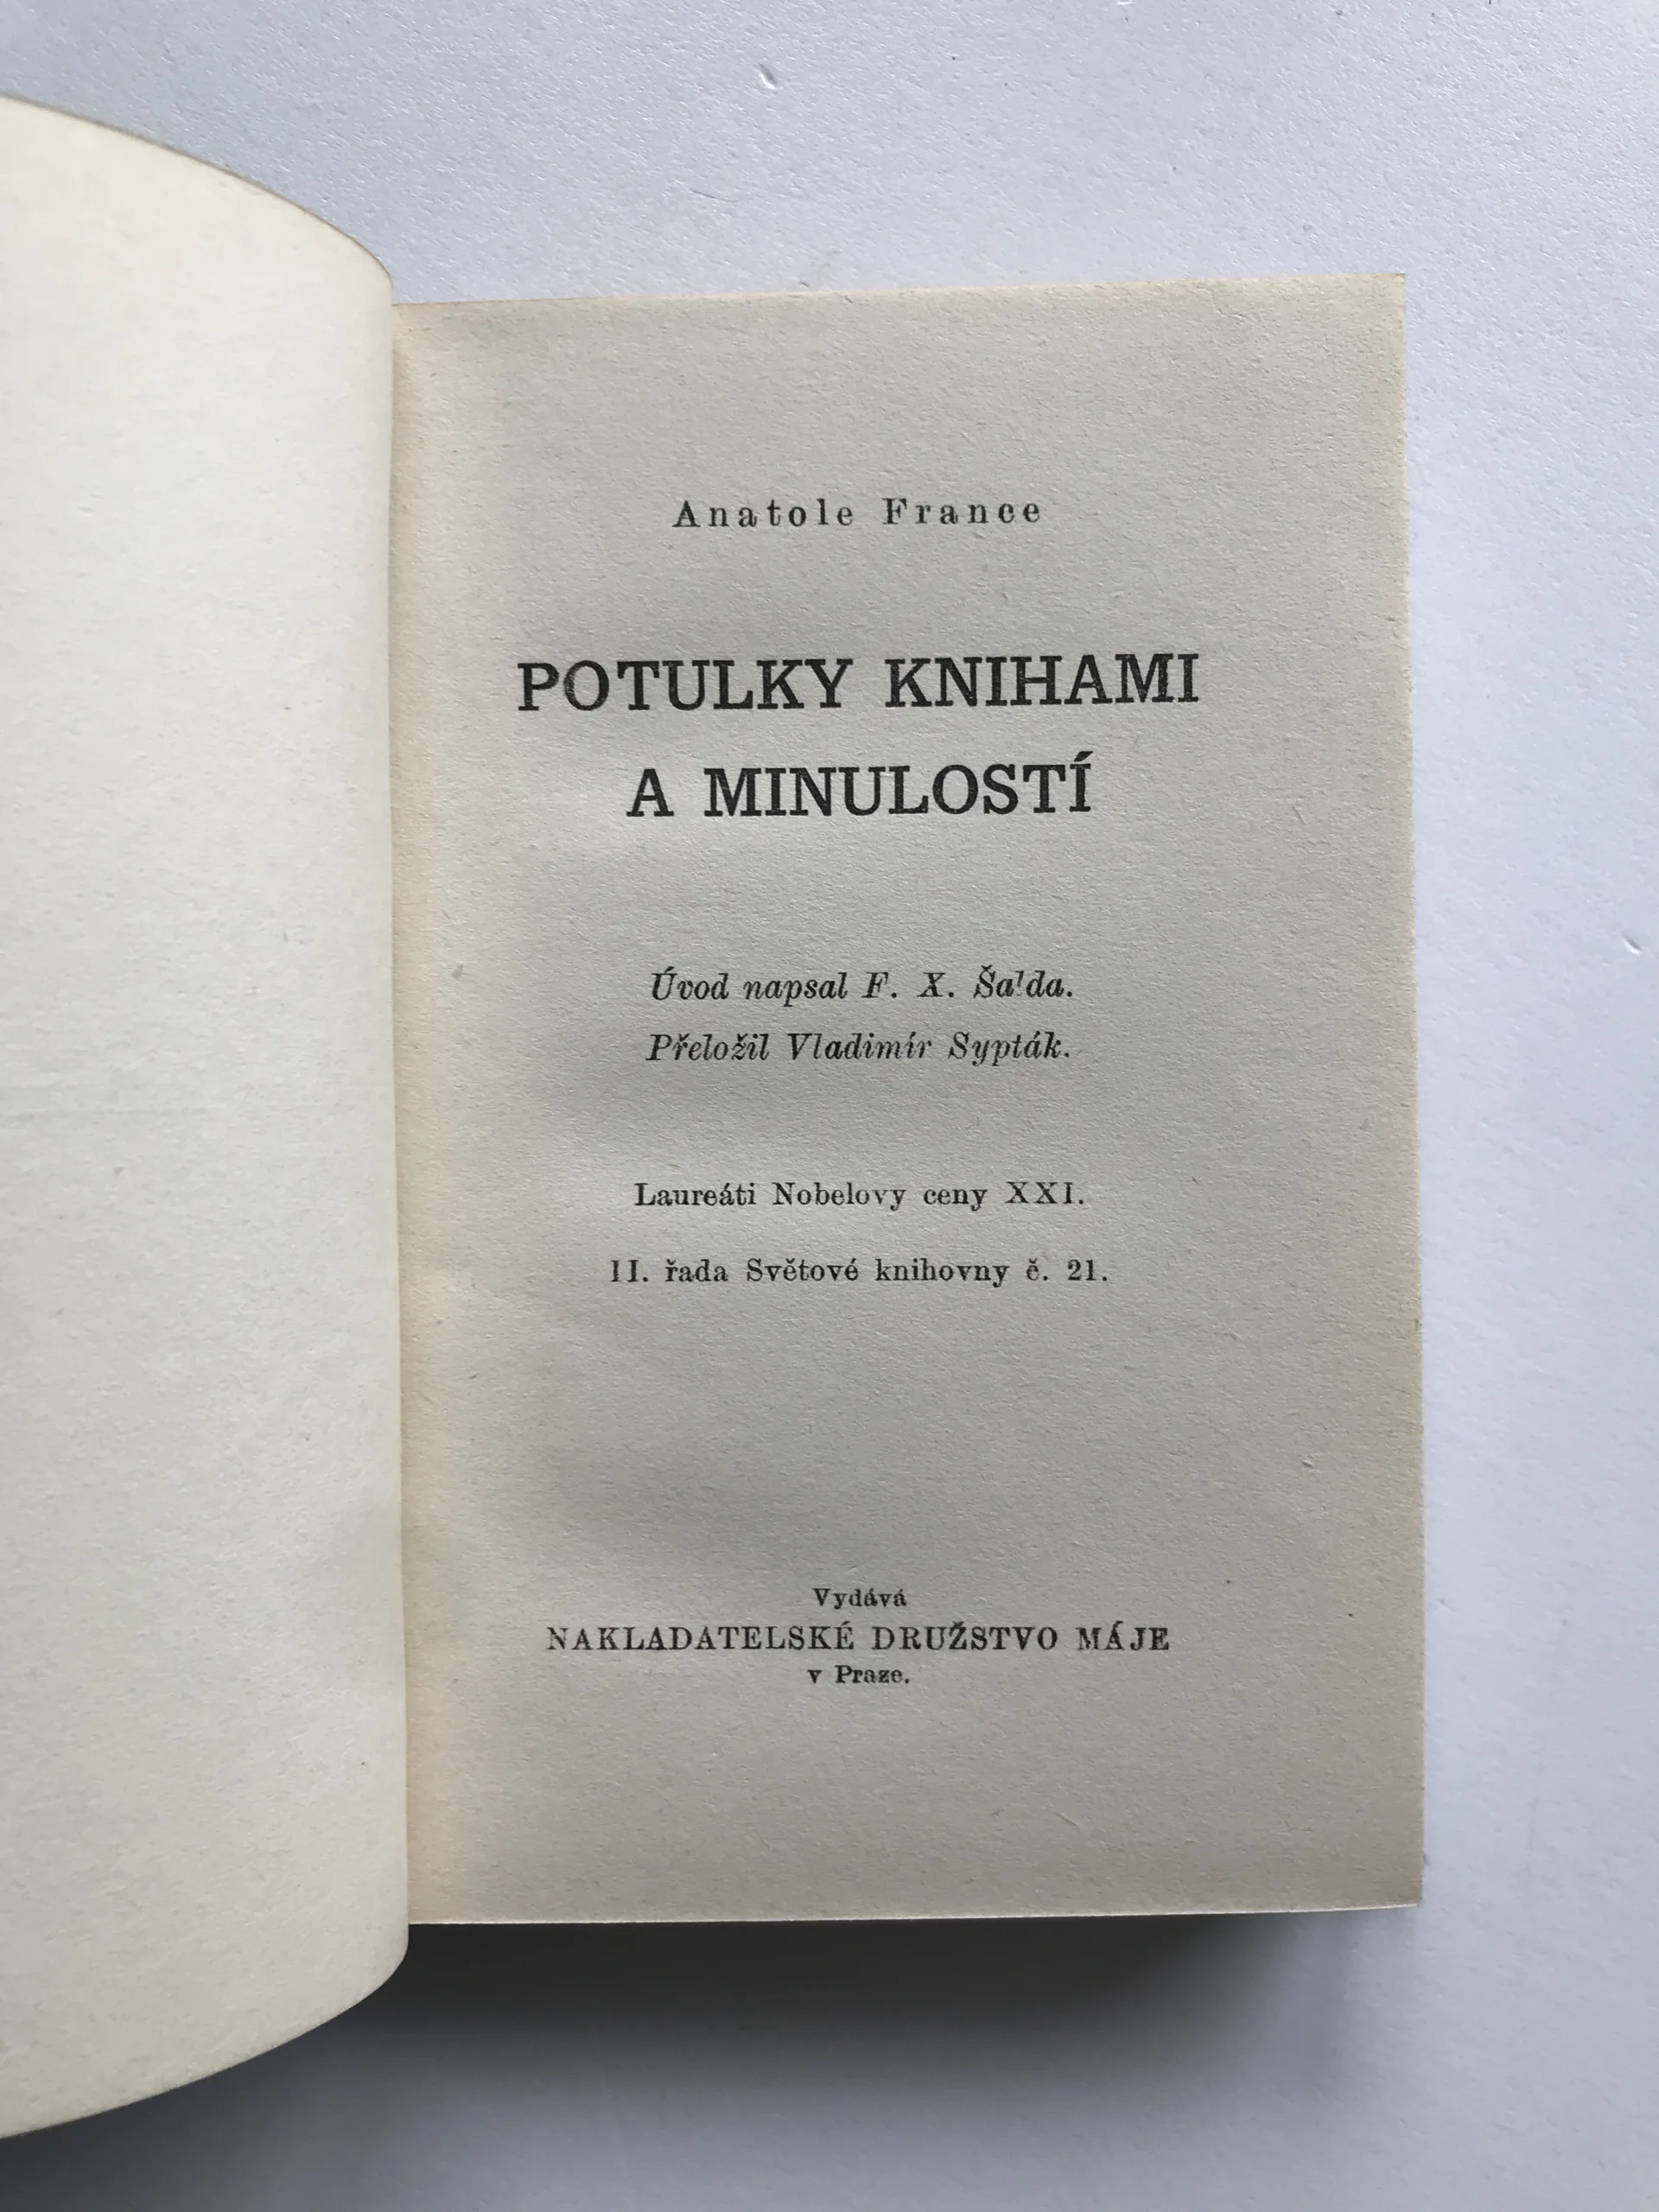 Anatole France
POTULKY KNIHAMI
A MINULOSTÍ
Úvod napsal F. X. Šalda.
Přeložil Vladimír Sypták.
Laureáti Nobelovy ceny XXI.
II. řada Světové knihovny č. 21.
Vydává
NAKLADATELSKÉ DRUŽSTVO MÁJE
v Praze.